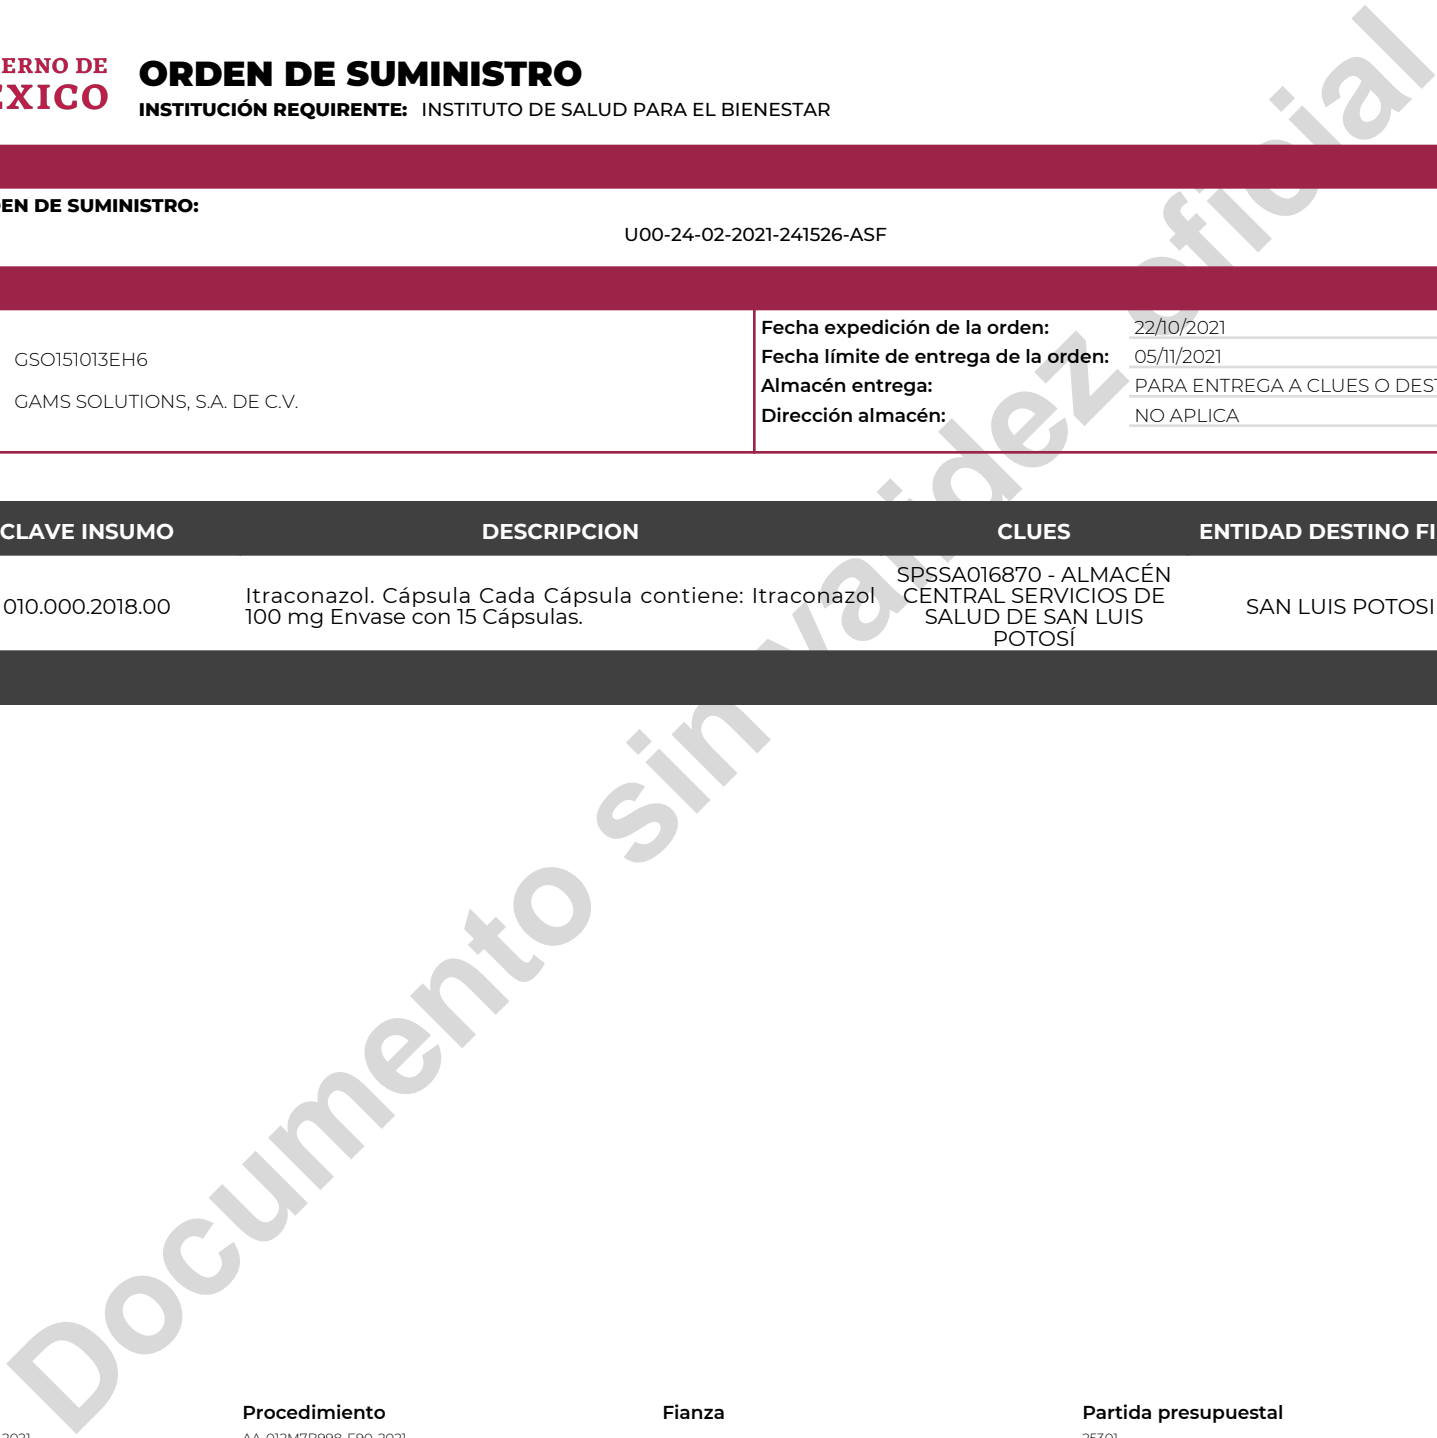 ERNO DE
EXICO
ORDEN DE SUMINISTRO
INSTITUCIÓN REQUIRENTE: INSTITUTO DE SALUD PARA EL BIENESTAR
EN DE SUMINISTRO:
U00-24-02-2021-241526-ASF
GSO151013EH6
GAMS SOLUTIONS, S.A. DE C.V.
Fecha expedición de la orden: 22/10/2021
Fecha límite de entrega de la orden: 05/11/2021
Almacén entrega: PARA ENTREGA A CLUES O DEST
Dirección almacén: NO APLICA
CLAVE INSUMO DESCRIPCION CLUES ENTIDAD DESTINO FI
010.000.2018.00
Itraconazol. Cápsula Cada Cápsula contiene: Itraconazol
100 mg Envase con 15 Cápsulas.
SPSSA016870 - ALMACÉN
CENTRAL SERVICIOS DE
SALUD DE SAN LUIS
POTOSÍ
SAN LUIS POTOSI
Documento sin validez oficial
Procedimiento Fianza Partida presupuestal